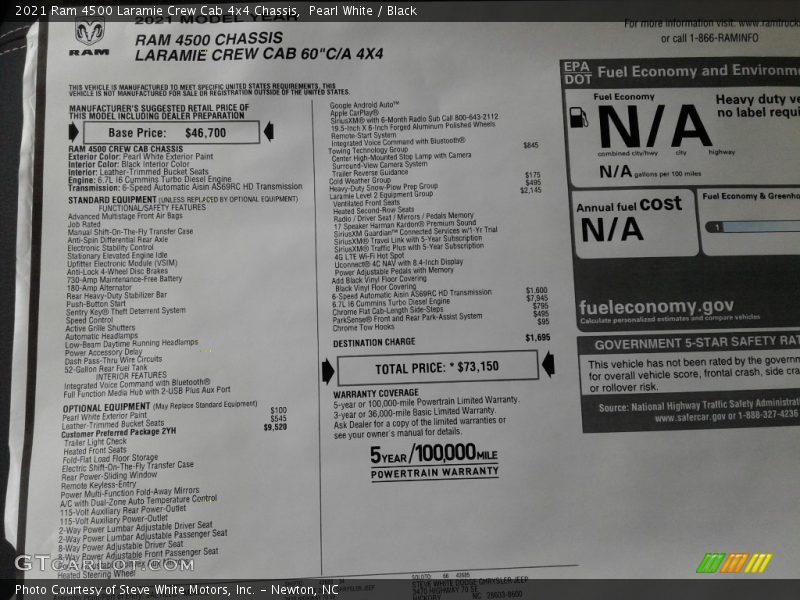 2021 Ram 4500 Laramie Crew Cab 4x4 Chassis, Pearl White / Black
2021 MODEL YEAR
RAM
RAM 4500 CHASSIS
LARAMIE CREW CAB 60"C/A 4X4
THIS VEHICLE IS MANUFACTURED TO MEET SPECIFIC UNITED STATES REQUIREMENTS. THIS
VEHICLE IS NOT MANUFACTURED FOR SALE OR REGISTRATION OUTSIDE OF THE UNITED STATES.
MANUFACTURER'S SUGGESTED RETAIL PRICE OF
THIS MODEL INCLUDING DEALER PREPARATION
Base Price: $46,700
RAM 4500 CREW CAB CHASSIS
Exterior Color: Pearl White Exterior Paint
Interior Color: Black Interior Color
Interior: Leather-Trimmed Bucket Seats
Engine: 6.7L I6 Cummins Turbo Diesel Engine
Transmission: 6-Speed Automatic Aisin AS69RC HD Transmission
STANDARD EQUIPMENT (UNLESS REPLACED BY OPTIONAL EQUIPMENT)
FUNCTIONAL/SAFETY FEATURES
Advanced Multistage Front Air Bags
Job Rated
Manual Shift-On-The-Fly Transfer Case
Anti-Spin Differential Rear Axle
Electronic Stability Control
Stationary Elevated Engine Idle
Upfitter Electronic Module (VSIM)
Anti-Lock 4-Wheel Disc Brakes
730-Amp Maintenance-Free Battery
180-Amp Alternator
Rear Heavy-Duty Stabilizer Bar
Push-Button Start
Sentry Key® Theft Deterrent System
Speed Control
Active Grille Shutters
Automatic Headlamps
Low-Beam Daytime Running Headlamps
Power Accessory Delay
Dash Pass-Thru Wire Circuits
52-Gallon Rear Fuel Tank
INTERIOR FEATURES
Integrated Voice Command with Bluetooth®
Full Function Media Hub with 2-USB Plus Aux Port
OPTIONAL EQUIPMENT (May Replace Standard Equipment)
Pearl White Exterior Paint $100
Leather-Trimmed Bucket Seats $545
Customer Preferred Package 2YH $9,520
Trailer Light Check
Heated Front Seats
Fold-Flat Load Floor Storage
Electric Shift-On-The-Fly Transfer Case
Rear Power-Sliding Window
Remote Keyless-Entry
Power Multi-Function Fold-Away Mirrors
A/C with Dual-Zone Auto Temperature Control
115-Volt Auxiliary Rear Power-Outlet
115-Volt Auxiliary Power-Outlet
2-Way Power Lumbar Adjustable Driver Seat
2-Way Power Lumbar Adjustable Passenger Seat
8-Way Power Adjustable Driver Seat
6-Way Power Adjustable Front Passenger Seat
Heated Steering Wheel
Google Android Auto™
Apple CarPlay®
SiriusXM® with 6-Month Radio Sub Call 800-643-2112
19.5-Inch X 6-Inch Forged Aluminum Polished Wheels
Remote-Start System
Integrated Voice Command with Bluetooth®
Towing Technology Group $845
Center High-Mounted Stop Lamp with Camera
Surround-View Camera System
Trailer Reverse Guidance
Cold Weather Group $175
Heavy-Duty Snow-Plow Prep Group $495
Laramie Level 2 Equipment Group $2,145
Ventilated Front Seats
Heated Second-Row Seats
Radio / Driver Seat / Mirrors / Pedals Memory
17 Speaker Harman Kardon® Premium Sound
SiriusXM Guardian™ Connected Services w/1-Yr Trial
SiriusXM® Travel Link with 5-Year Subscription
SiriusXM® Traffic Plus with 5-Year Subscription
4G LTE Wi-Fi Hot Spot
Uconnect® 4C NAV with 8.4-Inch Display
Power Adjustable Pedals with Memory
Add Black Vinyl Floor Covering
Black Vinyl Floor Covering
6-Speed Automatic Aisin AS69RC HD Transmission $1,600
6.7L I6 Cummins Turbo Diesel Engine $7,945
Chrome Flat Cab-Length Side-Steps $795
ParkSense® Front and Rear Park-Assist System $495
Chrome Tow Hooks $95
DESTINATION CHARGE $1,695
TOTAL PRICE: * $73,150
WARRANTY COVERAGE
5-year or 100,000-mile Powertrain Limited Warranty.
3-year or 36,000-mile Basic Limited Warranty.
Ask Dealer for a copy of the limited warranties or
see your owner's manual for details.
5YEAR/100,000MILE
POWERTRAIN WARRANTY
STEVE WHITE DODGE CHRYSLER JEEP
3470 HIGHWAY 70 SE
HICKORY NC 28603-8600
For more information visit: www.ramtruck
or call 1-866-RAMINFO
EPA
DOT
Fuel Economy and Environm
Fuel Economy
N/A
combined city/hwy city highway
N/A gallons per 100 miles
Heavy duty ve
no label requi
Annual fuel cost
N/A
Fuel Economy & Greenho
1
fueleconomy.gov
Calculate personalized estimates and compare vehicles
GOVERNMENT 5-STAR SAFETY RAT
This vehicle has not been rated by the governm
for overall vehicle score, frontal crash, side cra
or rollover risk.
Source: National Highway Traffic Safety Administrati
www.safercar.gov or 1-888-327-4236
GTCarLot.com
Photo Courtesy of Steve White Motors, Inc. – Newton, NC